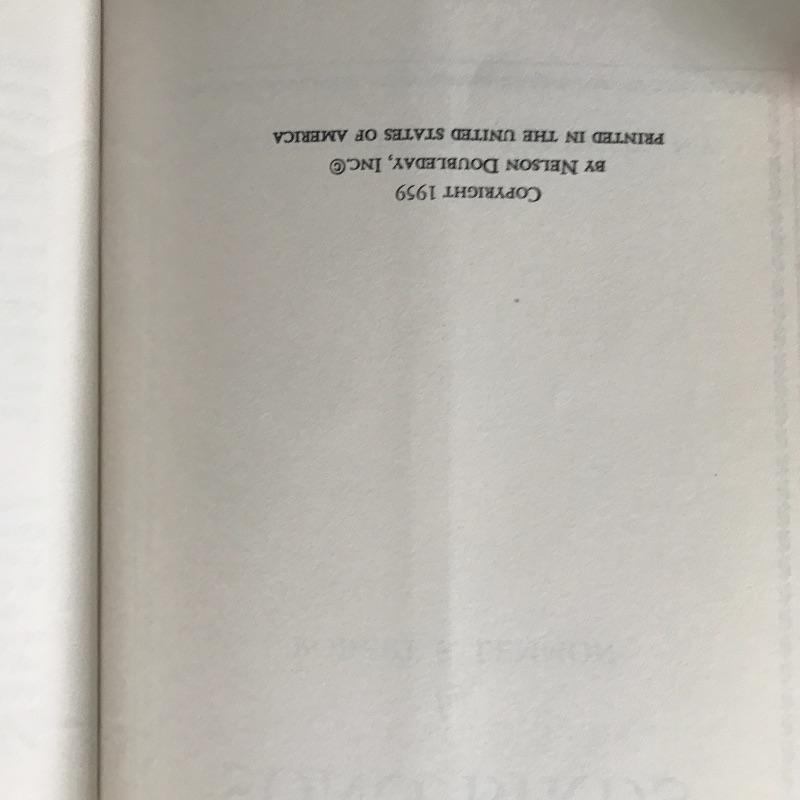 COPYRIGHT 1959
BY NELSON DOUBLEDAY, INC.©
PRINTED IN THE UNITED STATES OF AMERICA